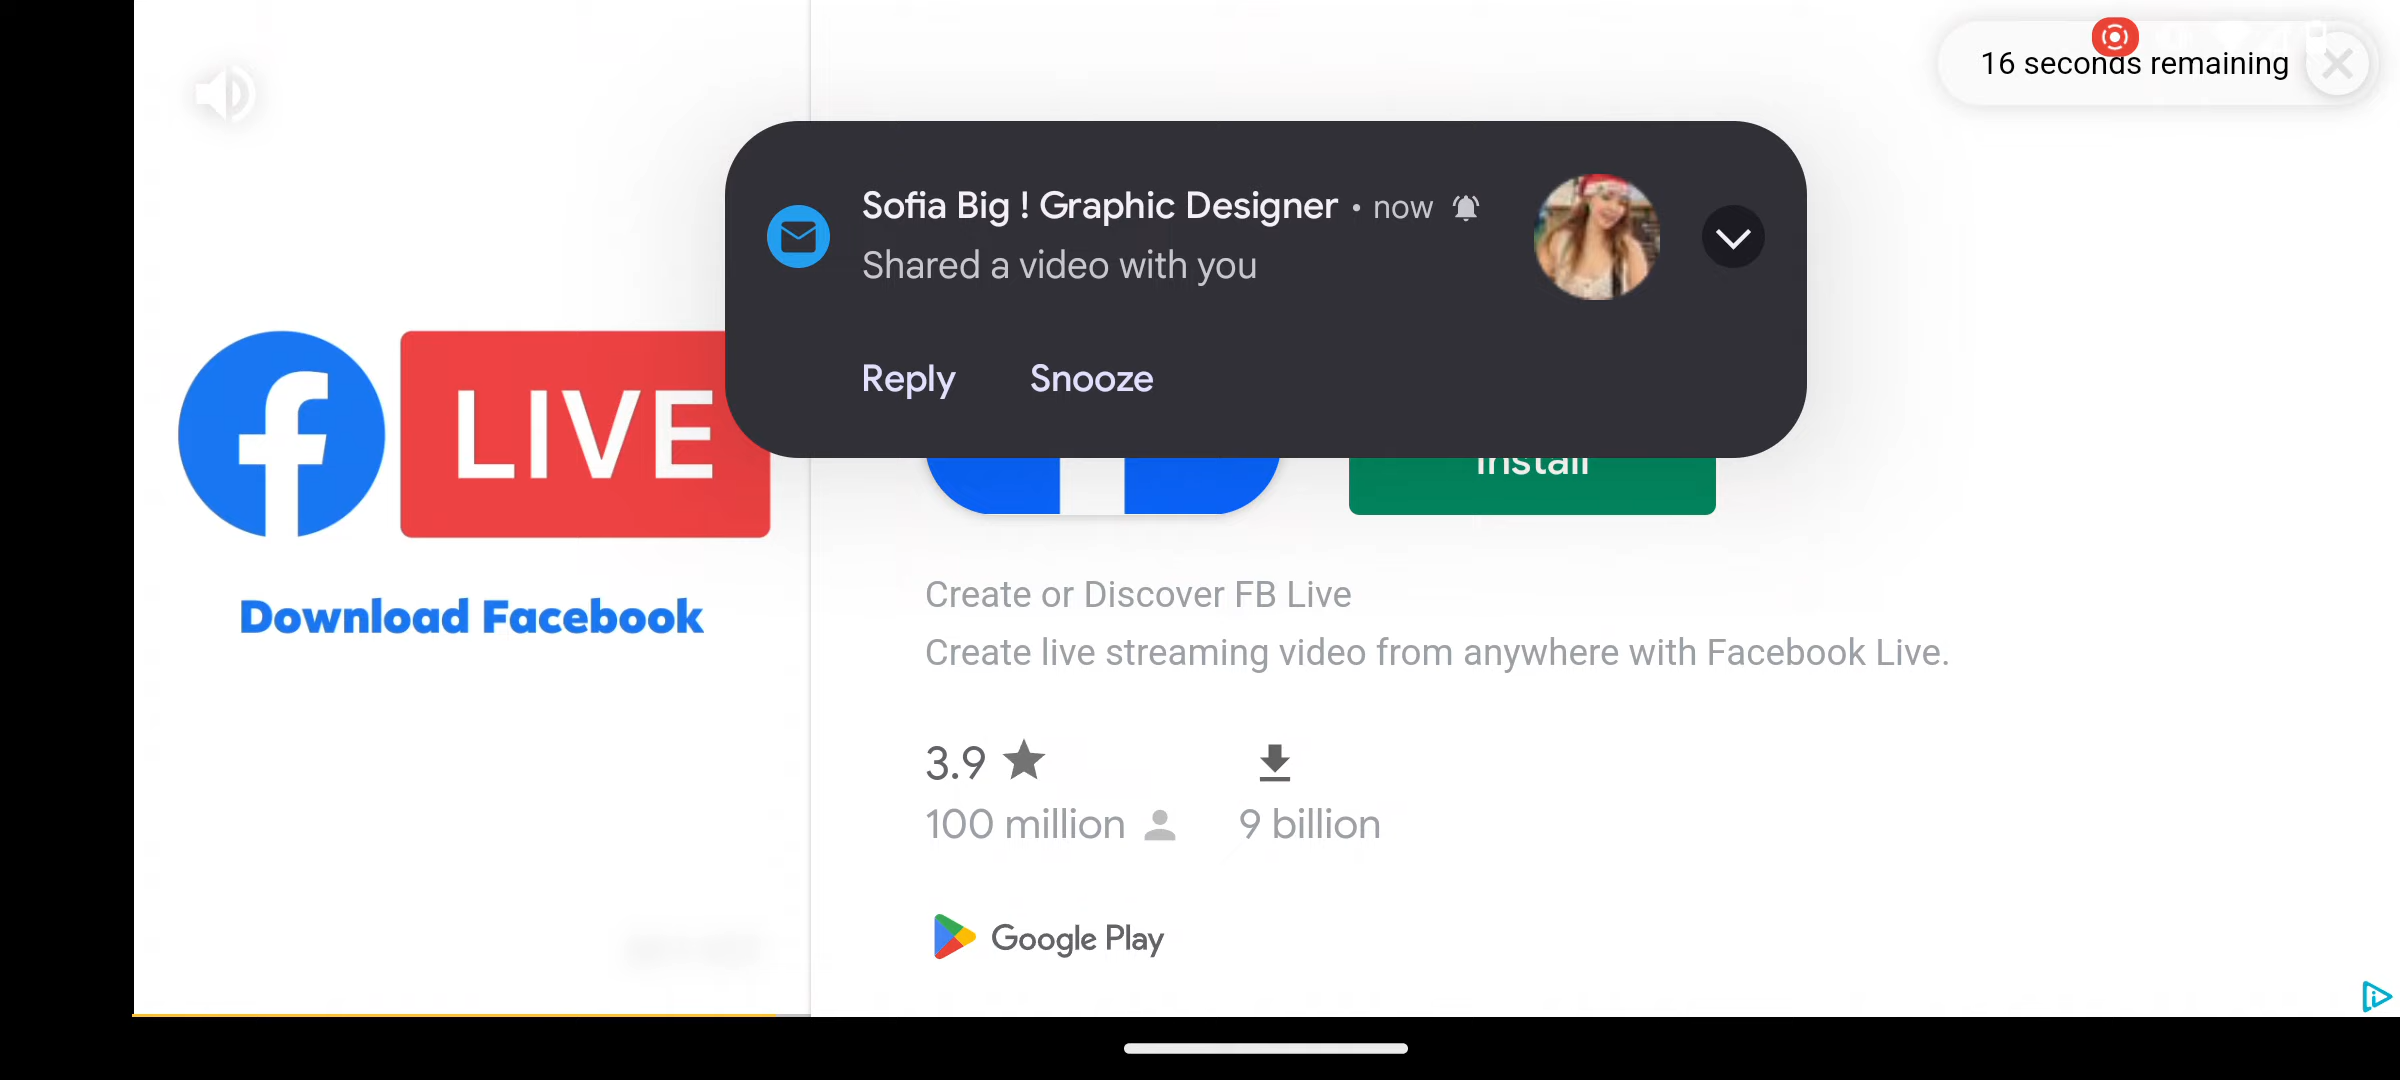 16 seconds remaining
Sofia Big ! Graphic Designer • now
Shared a video with you
Reply Snooze
LIVE
Download Facebook
Install
Create or Discover FB Live
Create live streaming video from anywhere with Facebook Live.
3.9
100 million 9 billion
Google Play